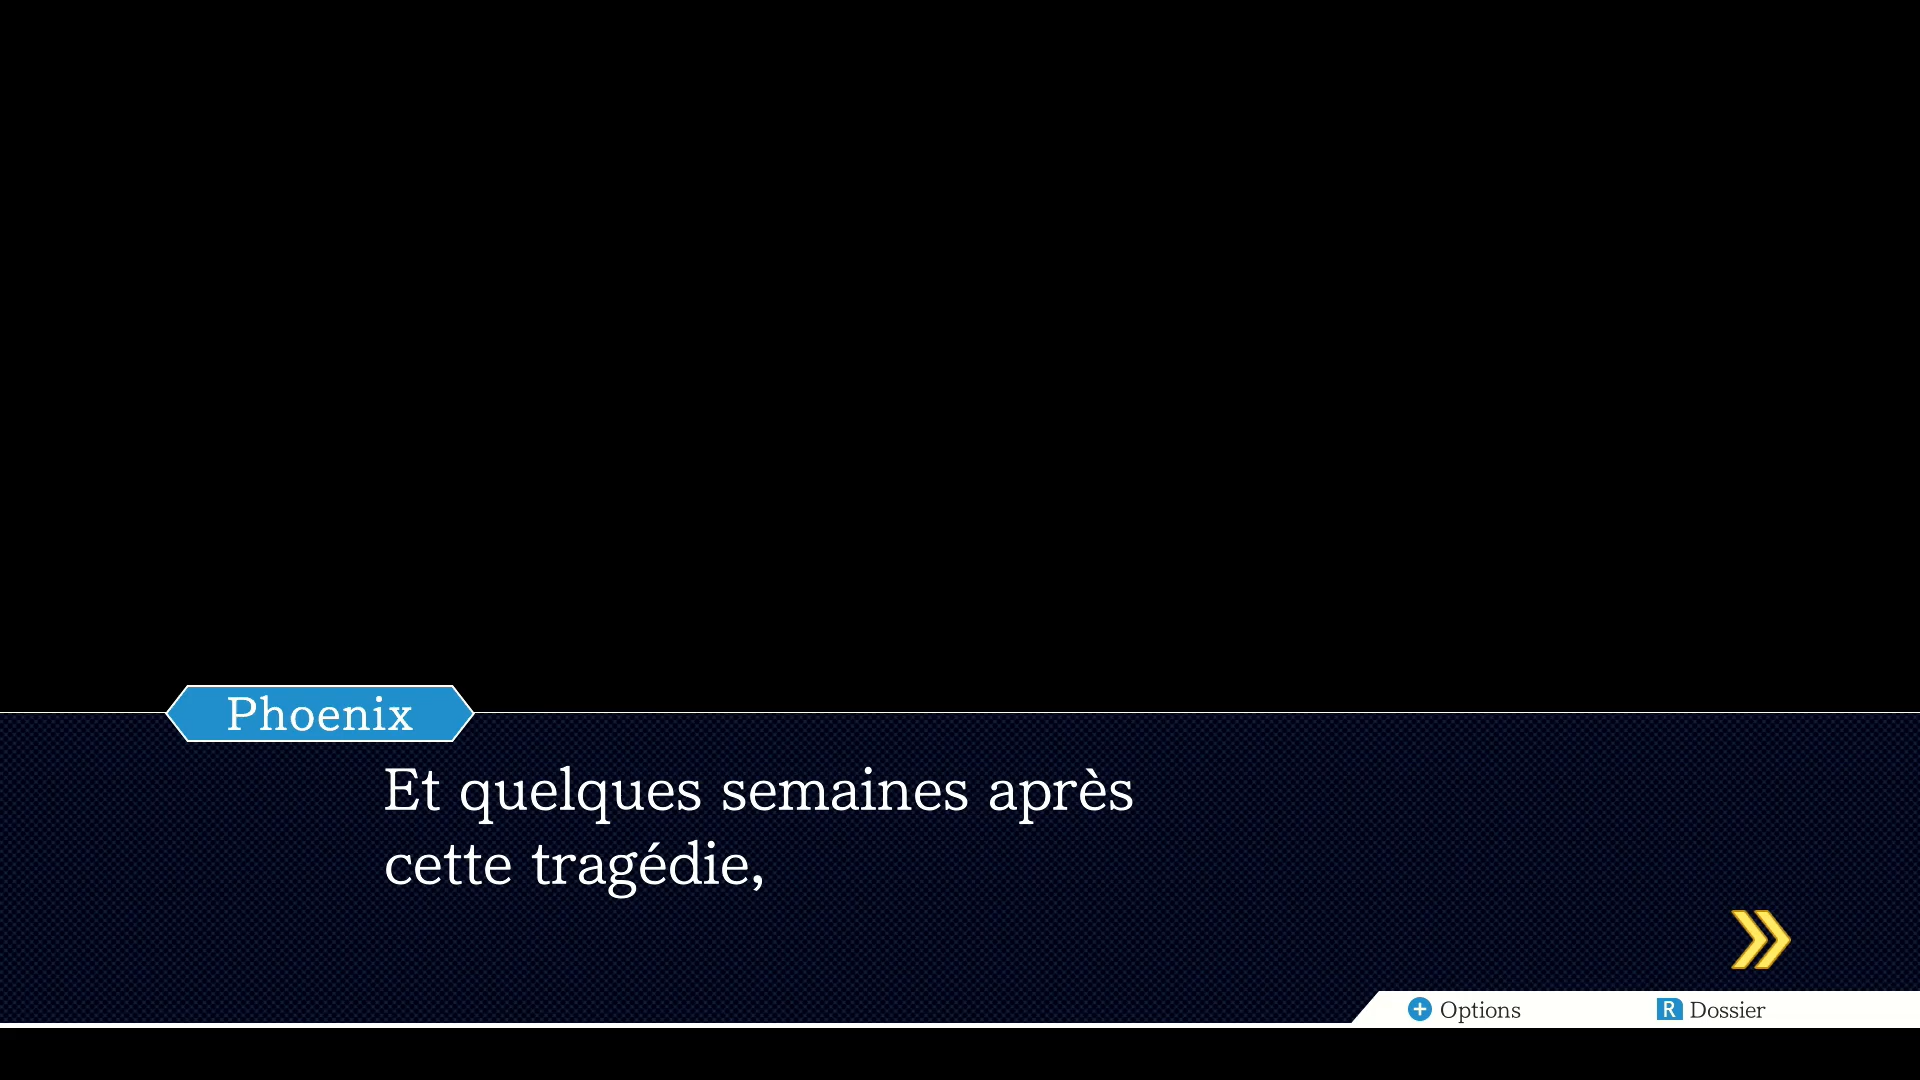 Phoenix
Et quelques semaines après
cette tragédie,
+ Options
R Dossier